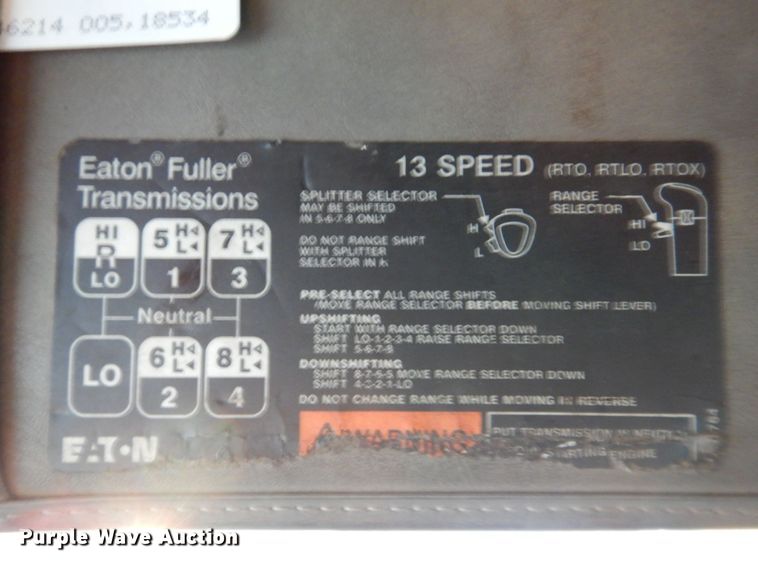 6214 005,18534
Eaton® Fuller®
Transmissions
HI
R
LO
5 H
L
1
7 H
L
3
Neutral
LO
6 H
L
2
8 H
L
4
EATON
13 SPEED (RTO, RTLO, RTOX)
SPLITTER SELECTOR
MAY BE SHIFTED
IN 5-6-7-8 ONLY
DO NOT RANGE SHIFT
WITH SPLITTER
SELECTOR IN
H
L
RANGE
SELECTOR
HI
LO
PRE-SELECT ALL RANGE SHIFTS
(MOVE RANGE SELECTOR BEFORE MOVING SHIFT LEVER)
UPSHIFTING
START WITH RANGE SELECTOR DOWN
SHIFT LO-1-2-3-4 RAISE RANGE SELECTOR
SHIFT 5-6-7-8
DOWNSHIFTING
SHIFT 8-7-6-5 MOVE RANGE SELECTOR DOWN
SHIFT 4-3-2-1-LO
DO NOT CHANGE RANGE WHILE MOVING IN REVERSE
WARNING
PUT TRANSMISSION IN
STARTING ENGINE
Purple Wave Auction